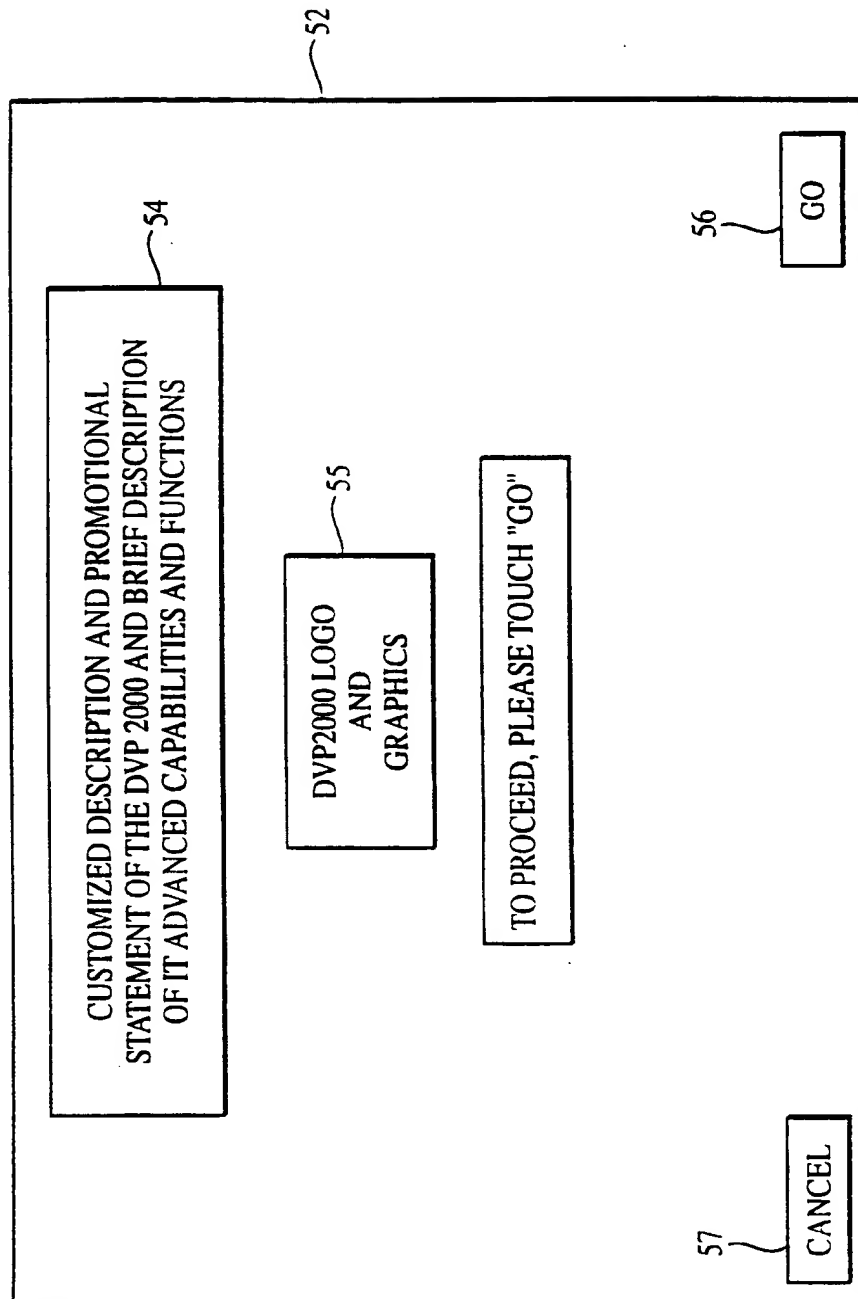 52
54
CUSTOMIZED DESCRIPTION AND PROMOTIONAL
STATEMENT OF THE DVP 2000 AND BRIEF DESCRIPTION
OF IT ADVANCED CAPABILITIES AND FUNCTIONS
55
DVP2000 LOGO
AND
GRAPHICS
TO PROCEED, PLEASE TOUCH "GO"
57
CANCEL
56
GO